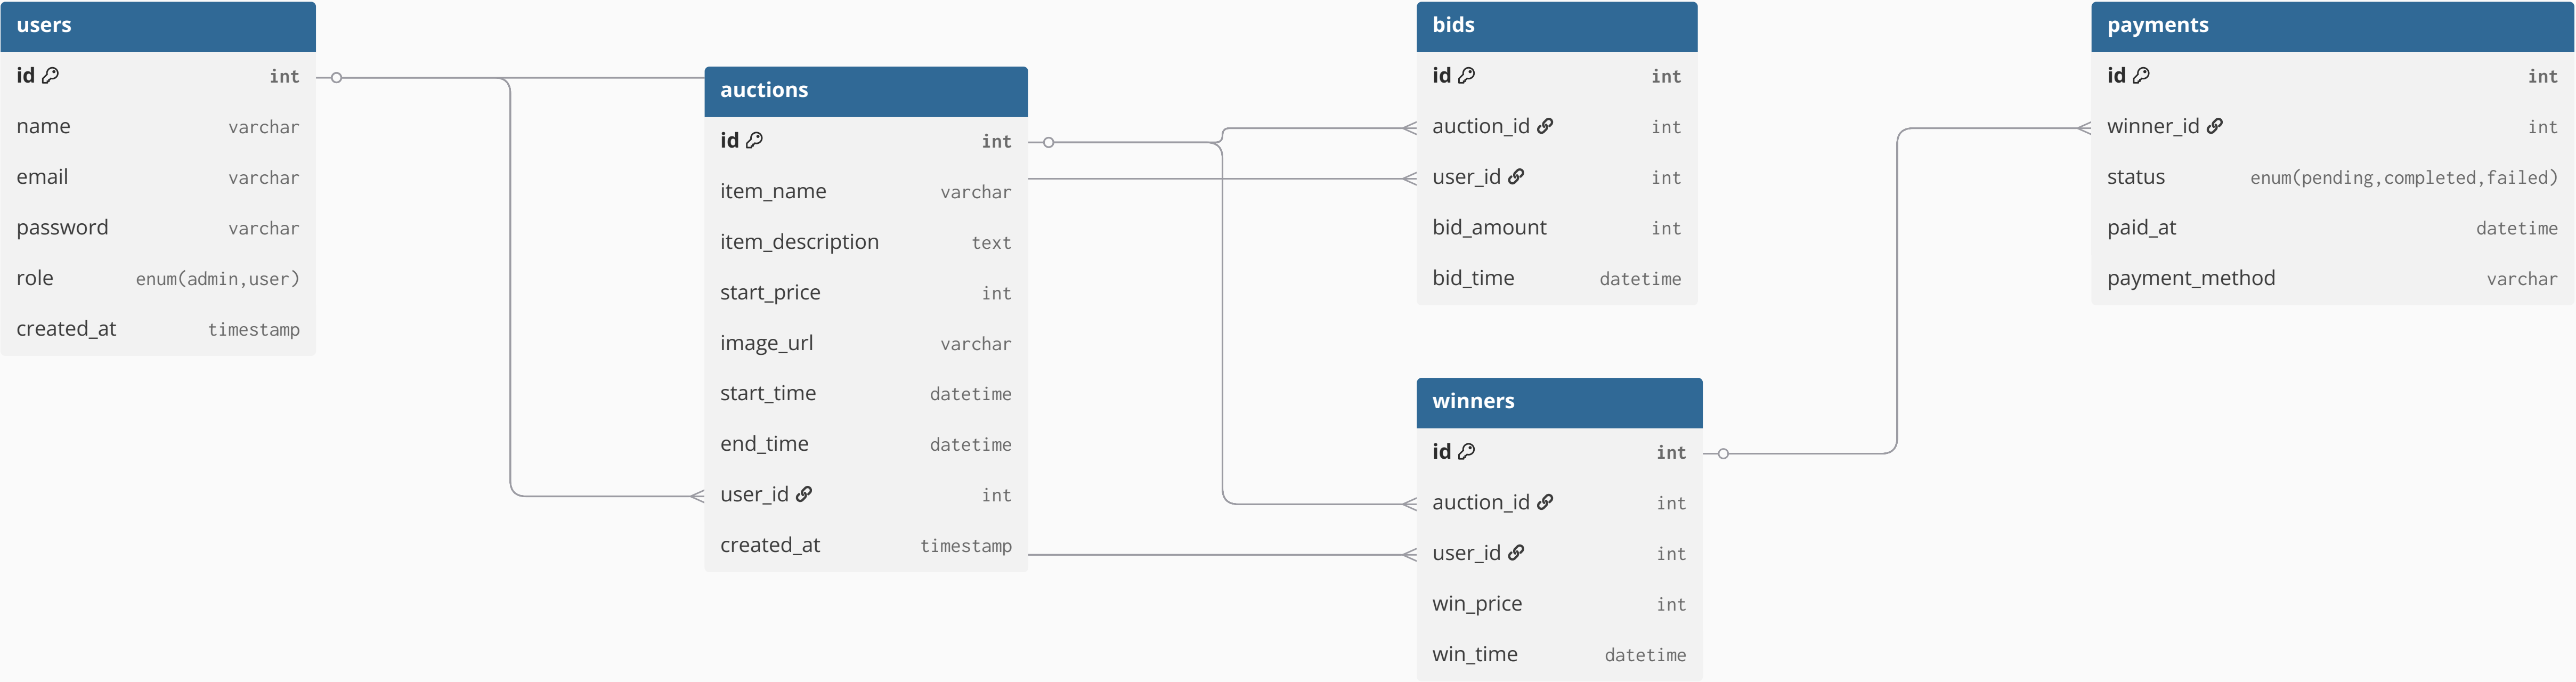 users
id int
name varchar
email varchar
password varchar
role enum(admin,user)
created_at timestamp
auctions
id int
item_name varchar
item_description text
start_price int
image_url varchar
start_time datetime
end_time datetime
user_id int
created_at timestamp
bids
id int
auction_id int
user_id int
bid_amount int
bid_time datetime
winners
id int
auction_id int
user_id int
win_price int
win_time datetime
payments
id int
winner_id int
status enum(pending,completed,failed)
paid_at datetime
payment_method varchar